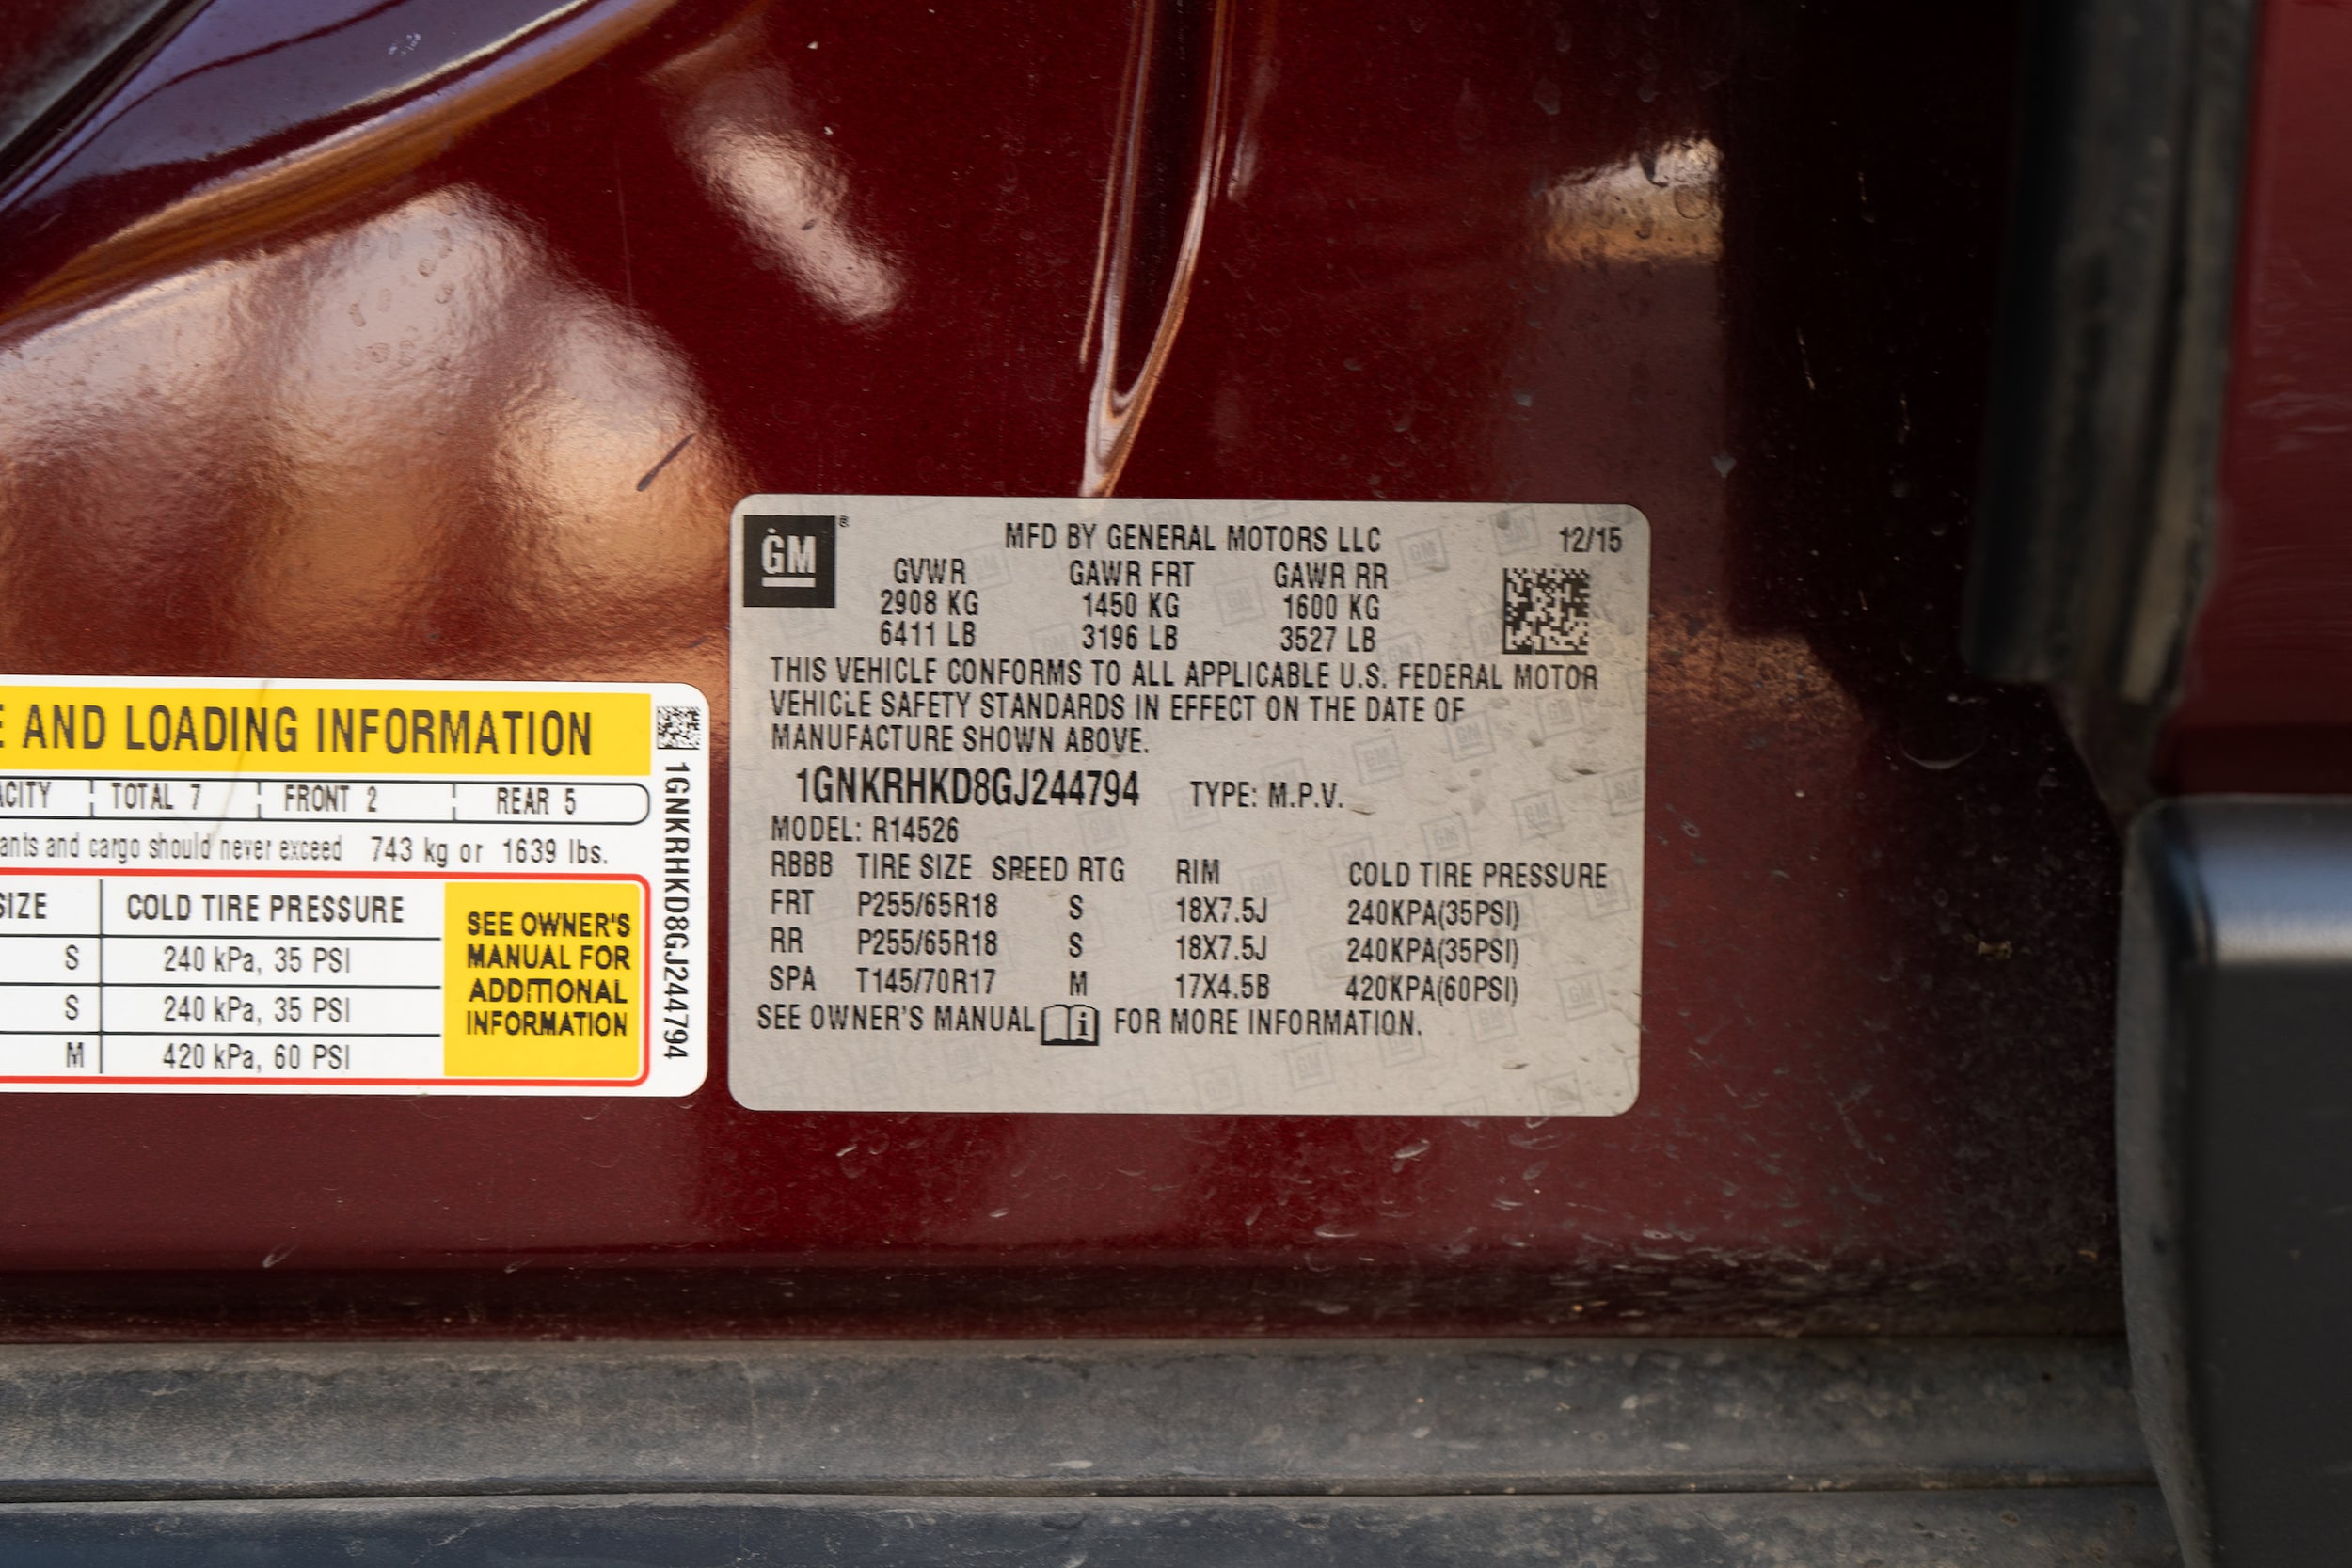 AND LOADING INFORMATION
TOTAL 7 FRONT 2 REAR 5
and cargo should never exceed 743 kg or 1639 lbs.
COLD TIRE PRESSURE
S 240 kPa, 35 PSI
S 240 kPa, 35 PSI
M 420 kPa, 60 PSI
SEE OWNER'S
MANUAL FOR
ADDITIONAL
INFORMATION
1GNKRHKD8GJ244794
GM ®
MFD BY GENERAL MOTORS LLC 12/15
GVWR GAWR FRT GAWR RR
2908 KG 1450 KG 1600 KG
6411 LB 3196 LB 3527 LB
THIS VEHICLE CONFORMS TO ALL APPLICABLE U.S. FEDERAL MOTOR
VEHICLE SAFETY STANDARDS IN EFFECT ON THE DATE OF
MANUFACTURE SHOWN ABOVE.
1GNKRHKD8GJ244794 TYPE: M.P.V.
MODEL: R14526
RBBB TIRE SIZE SPEED RTG RIM COLD TIRE PRESSURE
FRT P255/65R18 S 18X7.5J 240KPA(35PSI)
RR P255/65R18 S 18X7.5J 240KPA(35PSI)
SPA T145/70R17 M 17X4.5B 420KPA(60PSI)
SEE OWNER'S MANUAL FOR MORE INFORMATION.